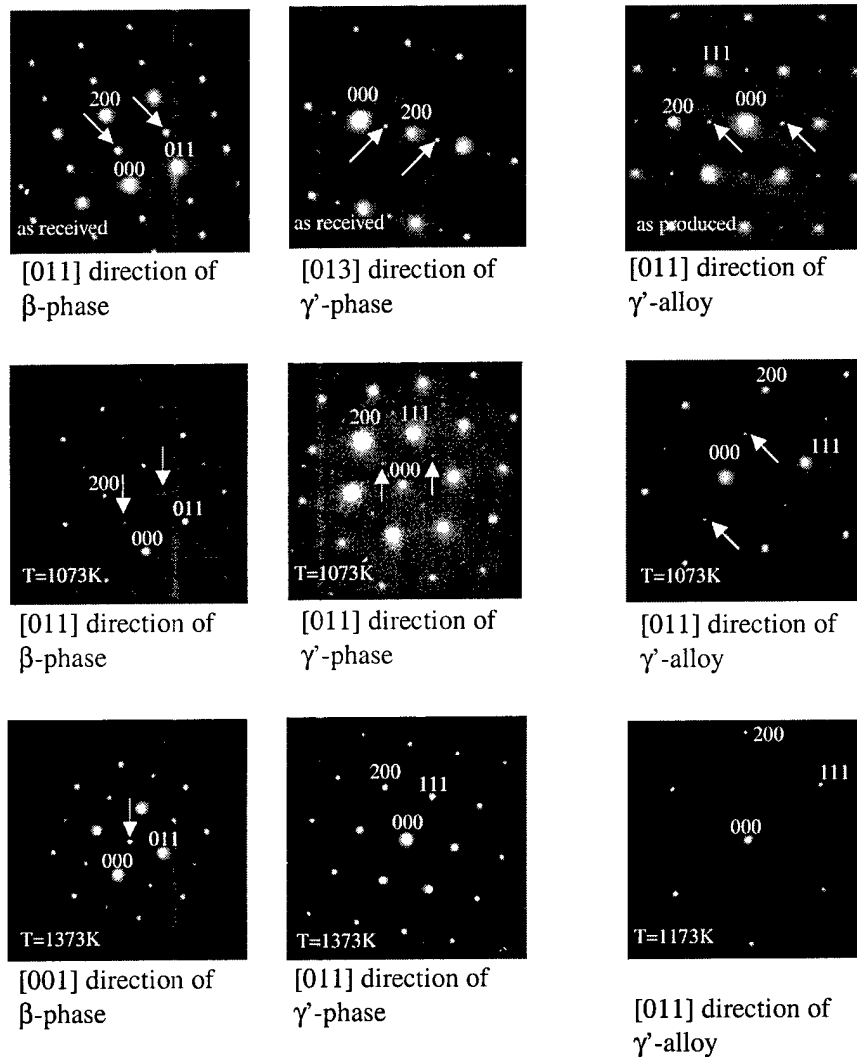 200
011
000
as received
[011] direction of
β-phase
000
200
as received
[013] direction of
γ'-phase
111
200
000
as produced
[011] direction of
γ'-alloy
200
011
000
T=1073K
[011] direction of
β-phase
200
111
000
T=1073K
[011] direction of
γ'-phase
200
000
111
T=1073K
[011] direction of
γ'-alloy
011
000
T=1373K
[001] direction of
β-phase
200
111
000
T=1373K
[011] direction of
γ'-phase
200
111
000
T=1173K
[011] direction of
γ'-alloy